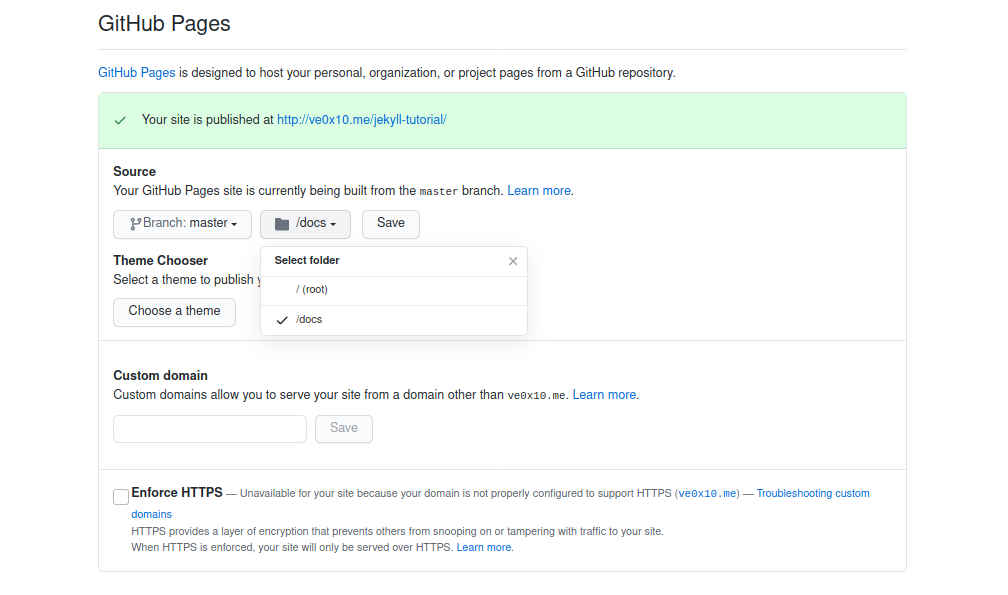 GitHub Pages
GitHub Pages is designed to host your personal, organization, or project pages from a GitHub repository.
Your site is published at http://ve0x10.me/jekyll-tutorial/
Source
Your GitHub Pages site is currently being built from the master branch. Learn more.
Branch: master /docs Save
Theme Chooser
Select a theme to publish
Choose a theme
Select folder
/ (root)
/docs
Custom domain
Custom domains allow you to serve your site from a domain other than ve0x10.me. Learn more.
Save
Enforce HTTPS — Unavailable for your site because your domain is not properly configured to support HTTPS (ve0x10.me) — Troubleshooting custom
domains
HTTPS provides a layer of encryption that prevents others from snooping on or tampering with traffic to your site.
When HTTPS is enforced, your site will only be served over HTTPS. Learn more.